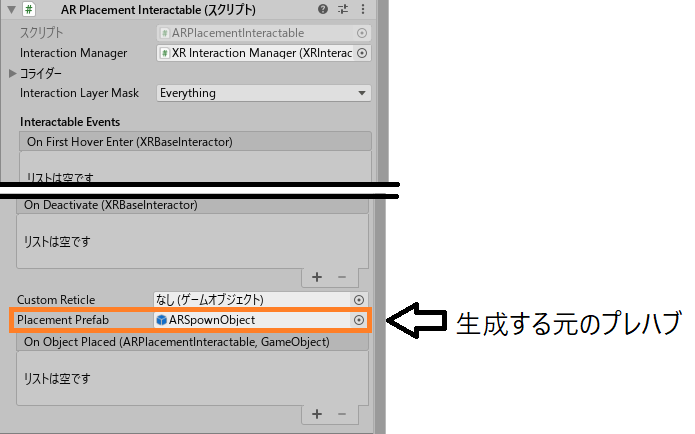 AR Placement Interactable (スクリプト)
スクリプト
ARPlacementInteractable
Interaction Manager
XR Interaction Manager (XRInterac
コライダー
Interaction Layer Mask
Everything
Interactable Events
On First Hover Enter (XRBaseInteractor)
リストは空です
On Deactivate (XRBaseInteractor)
リストは空です
Custom Reticle
なし (ゲームオブジェクト)
Placement Prefab
ARSpownObject
生成する元のプレハブ
On Object Placed (ARPlacementInteractable, GameObject)
リストは空です